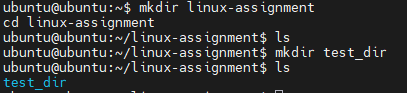 ubuntu@ubuntu:~$ mkdir linux-assignment
cd linux-assignment
ubuntu@ubuntu:~/linux-assignment$ ls
ubuntu@ubuntu:~/linux-assignment$ mkdir test_dir
ubuntu@ubuntu:~/linux-assignment$ ls
test_dir